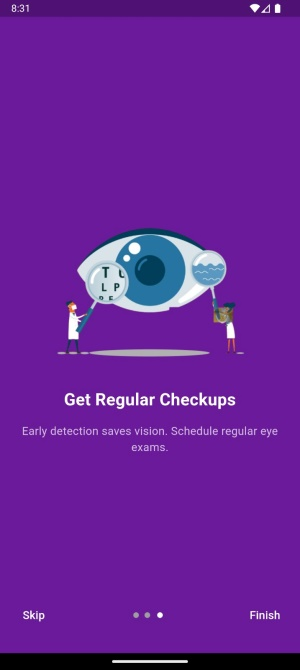 8:31
T U
L P
P F
Get Regular Checkups
Early detection saves vision. Schedule regular eye
exams.
Skip
Finish